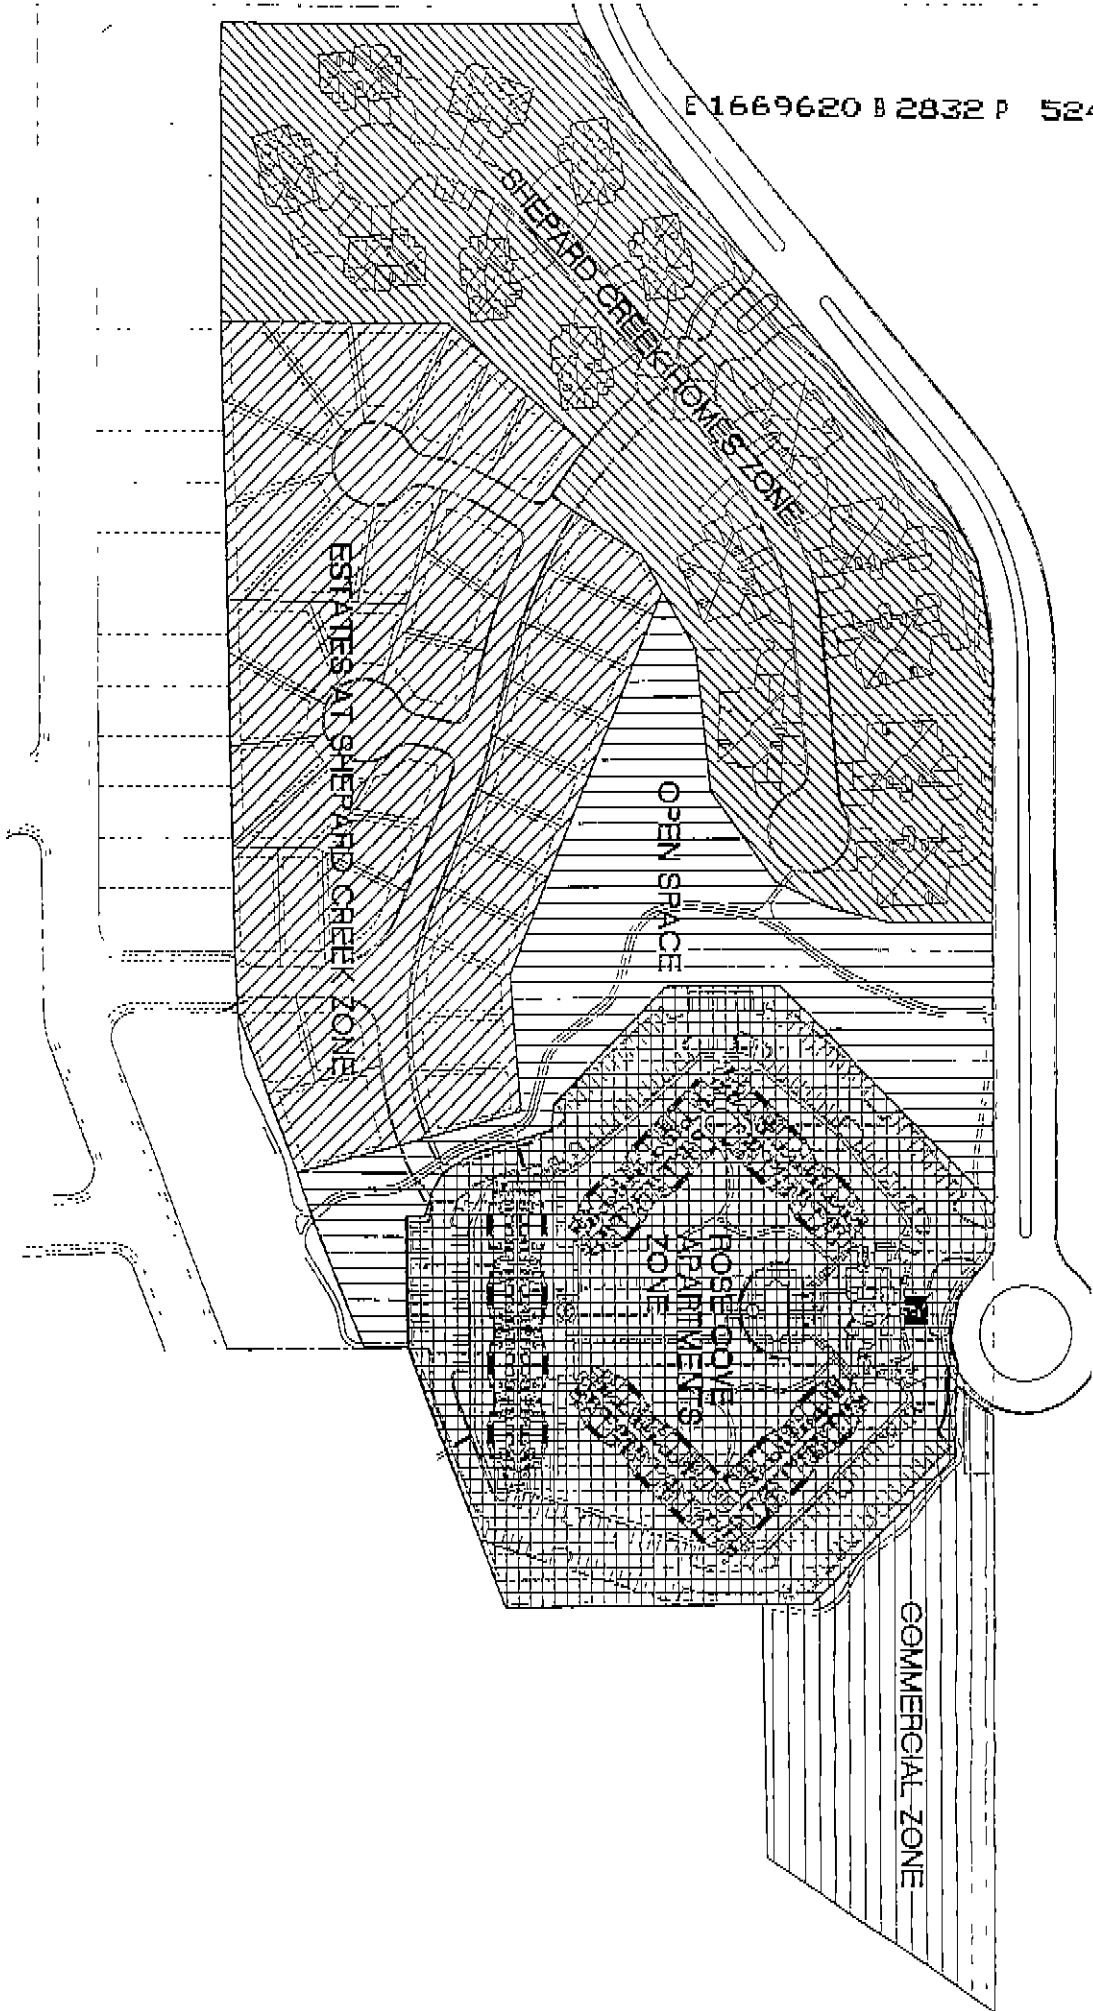 E 1669620 B 2832 P 524
SHEPARD CREEK HOMES ZONE
ESTATES AT SHEPARD CREEK ZONE
OPEN SPACE
ROSE COVE
APARTMENTS
ZONE
COMMERCIAL ZONE